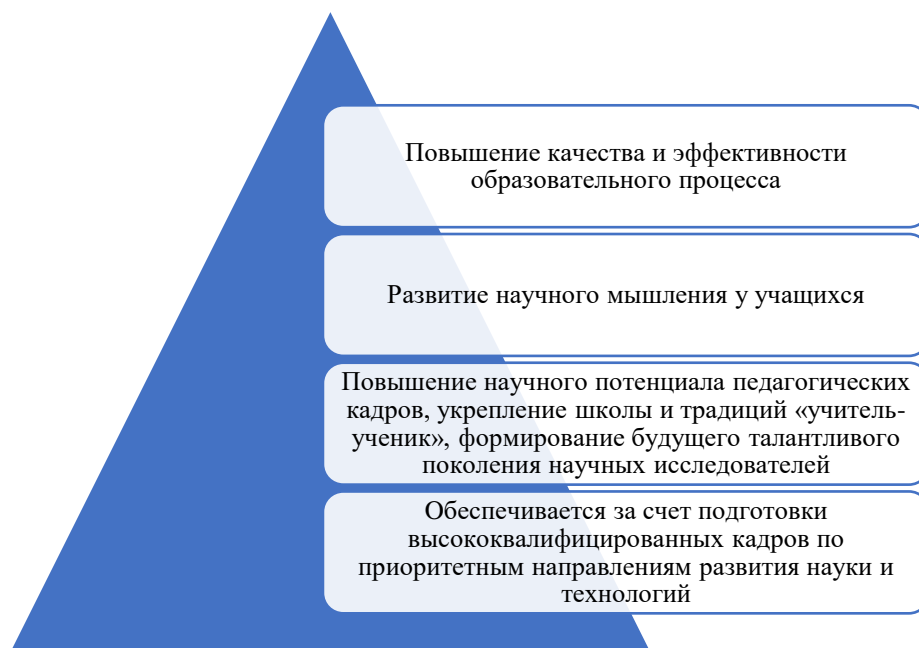 Повышение качества и эффективности
образовательного процесса
Развитие научного мышления у учащихся
Повышение научного потенциала педагогических
кадров, укрепление школы и традиций «учитель-
ученик», формирование будущего талантливого
поколения научных исследователей
Обеспечивается за счет подготовки
высококвалифицированных кадров по
приоритетным направлениям развития науки и
технологий